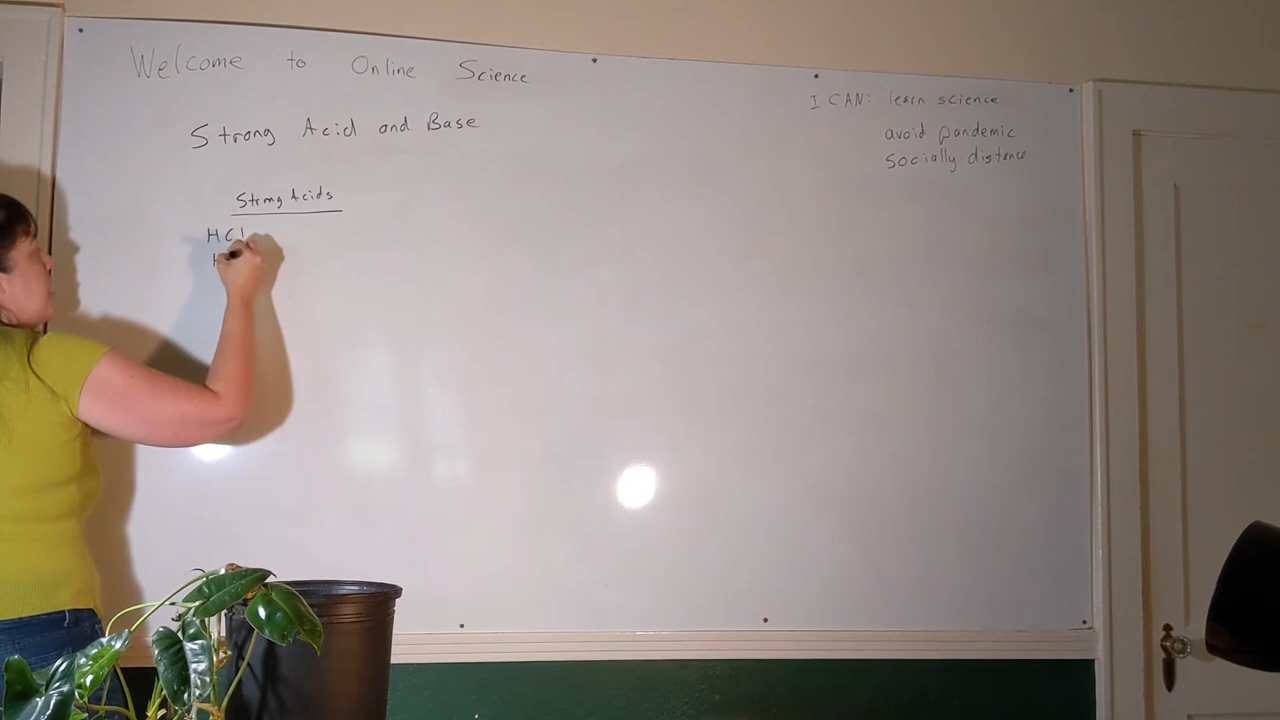 Welcome to Online Science
Strong Acid and Base
Strong Acids
HCl
I CAN: learn science
avoid pandemic
socially distance